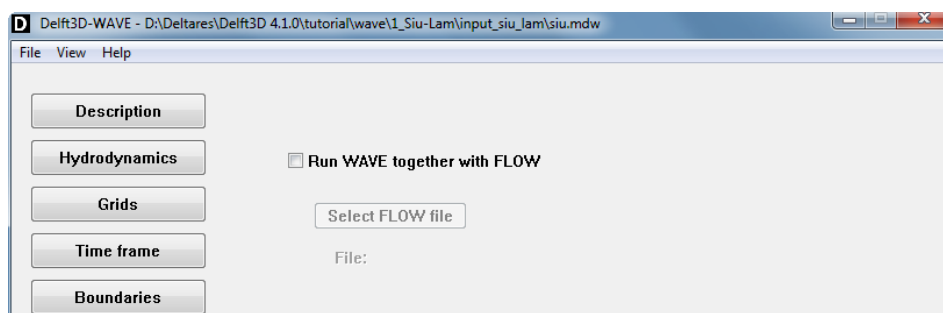 D Delft3D-WAVE - D:\Deltares\Delft3D 4.1.0\tutorial\wave\1_Siu-Lam\input_siu_lam\siu.mdw
File View Help
Description
Hydrodynamics
Run WAVE together with FLOW
Grids
Select FLOW file
Time frame
File:
Boundaries